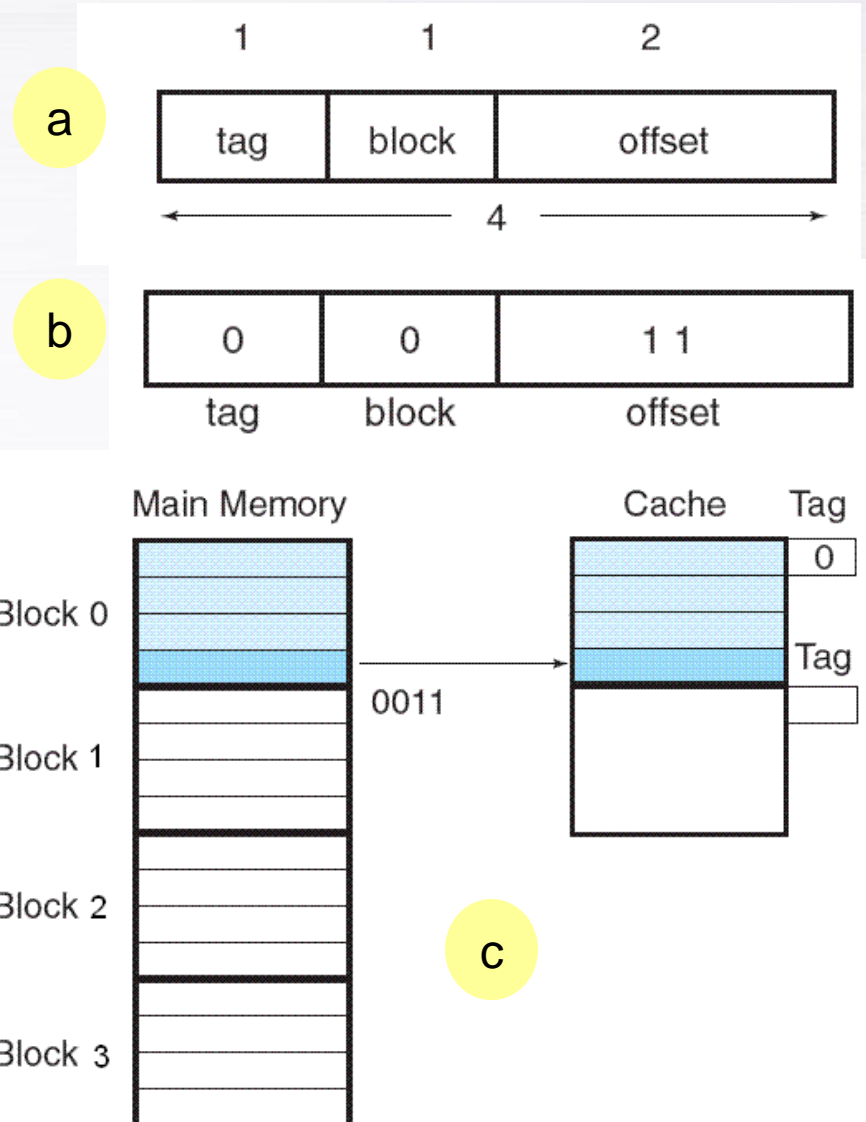 1 1 2
a
tag block offset
4
b
0 0 1 1
tag block offset
Main Memory Cache Tag
0
Block 0
Tag
0011
Block 1
Block 2
c
Block 3